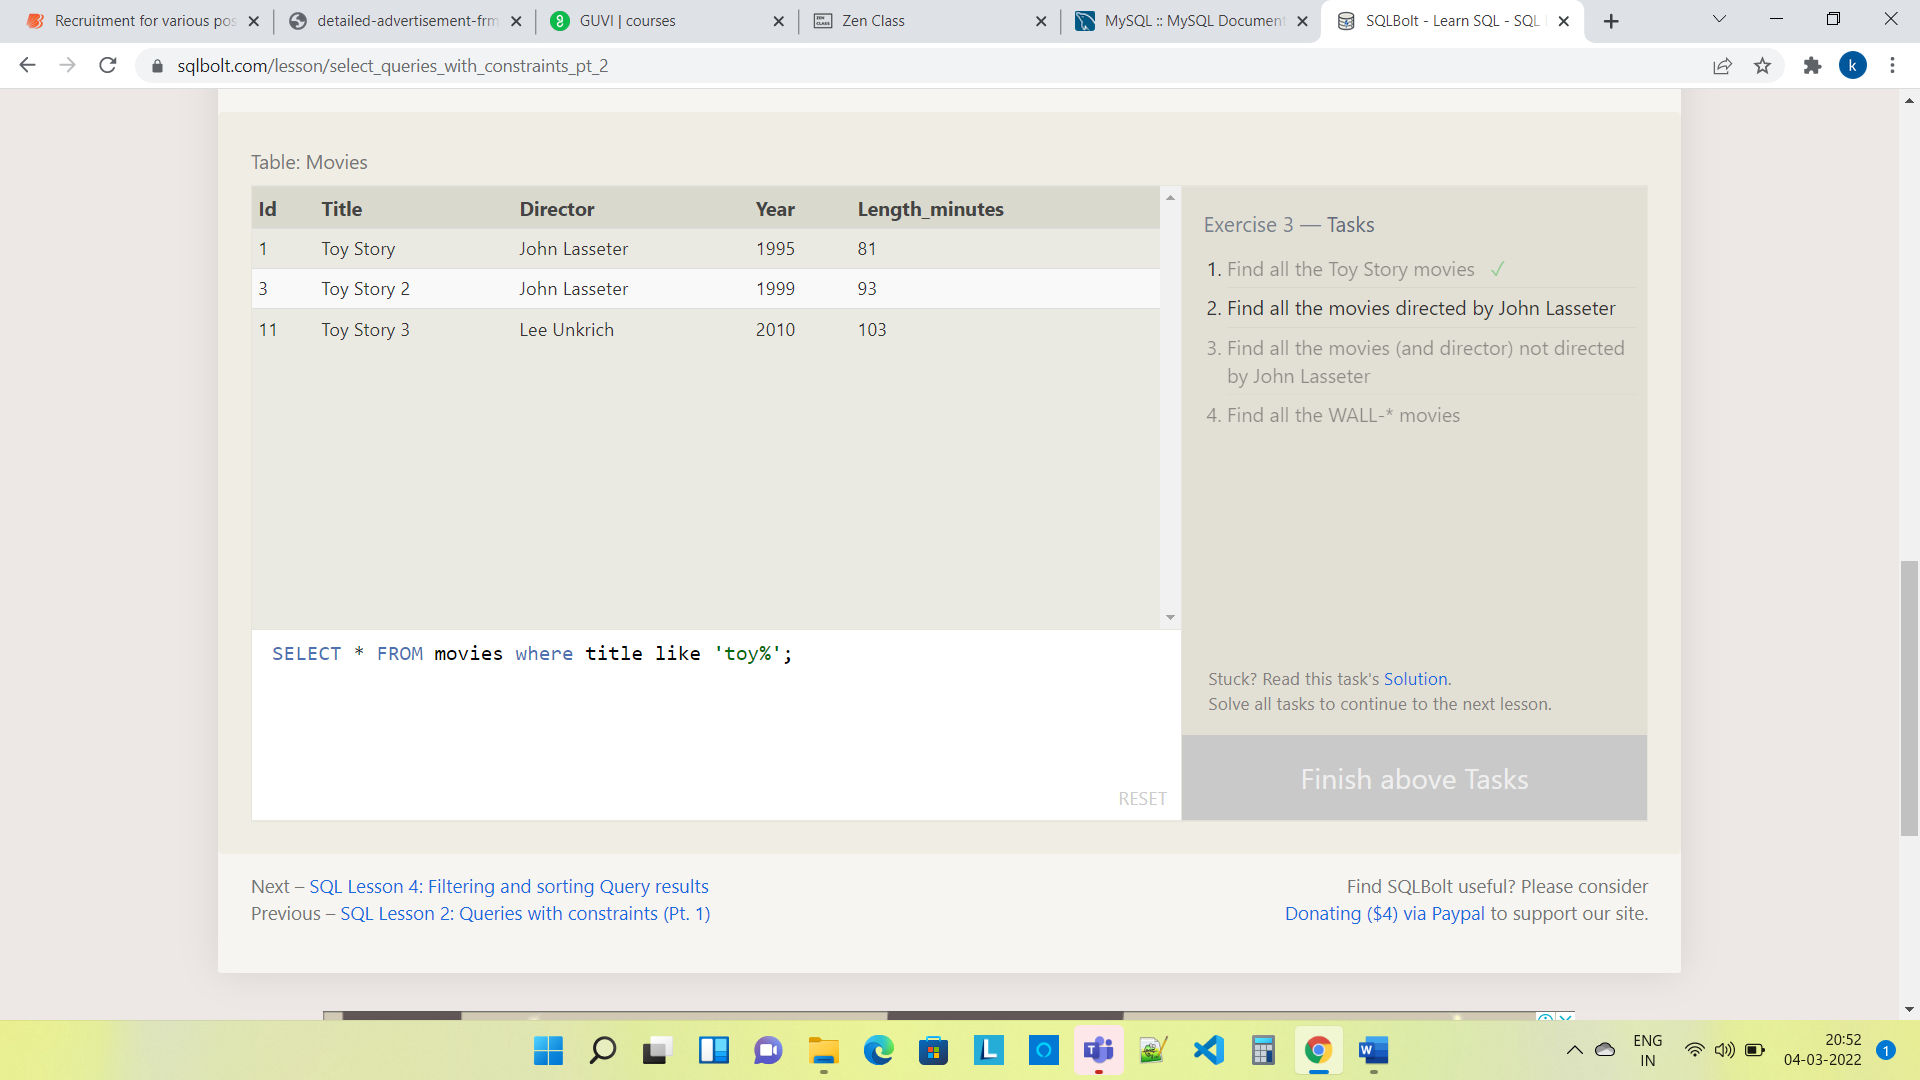 Recruitment for various pos
detailed-advertisement-frm
GUVI | courses
Zen Class
MySQL :: MySQL Document
SQLBolt - Learn SQL - SQL
sqlbolt.com/lesson/select_queries_with_constraints_pt_2
k
Table: Movies
Id Title Director Year Length_minutes
1 Toy Story John Lasseter 1995 81
3 Toy Story 2 John Lasseter 1999 93
11 Toy Story 3 Lee Unkrich 2010 103
SELECT * FROM movies where title like 'toy%';
RESET
Exercise 3 — Tasks
1. Find all the Toy Story movies ✓
2. Find all the movies directed by John Lasseter
3. Find all the movies (and director) not directed
by John Lasseter
4. Find all the WALL-* movies
Stuck? Read this task's Solution.
Solve all tasks to continue to the next lesson.
Finish above Tasks
Next – SQL Lesson 4: Filtering and sorting Query results
Previous – SQL Lesson 2: Queries with constraints (Pt. 1)
Find SQLBolt useful? Please consider
Donating ($4) via Paypal to support our site.
ENG
IN
20:52
04-03-2022
1